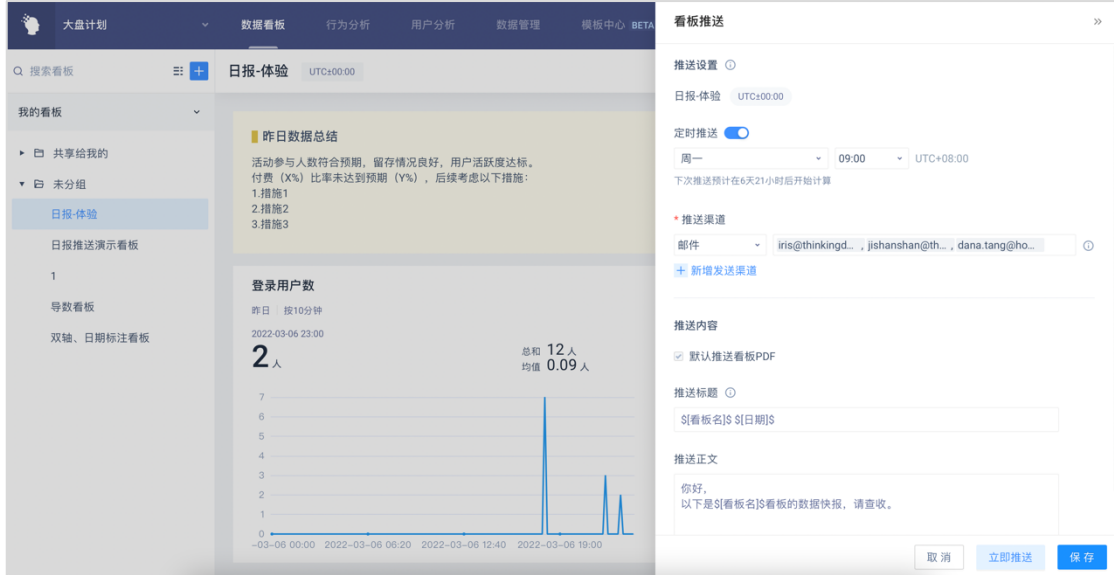 大盘计划
数据看板
行为分析
用户分析
数据管理
模板中心 BETA
搜索看板
我的看板
共享给我的
未分组
日报-体验
日报推送演示看板
1
导数看板
双轴、日期标注看板
日报-体验 UTC±00:00
昨日数据总结
活动参与人数符合预期，留存情况良好，用户活跃度达标。
付费（X%）比率未达到预期（Y%），后续考虑以下措施：
1.措施1
2.措施2
3.措施3
登录用户数
昨日 按10分钟
2022-03-06 23:00
2人
总和 12人
均值 0.09人
7
6
5
4
3
2
1
0
-03-06 00:00 2022-03-06 06:20 2022-03-06 12:40 2022-03-06 19:00
看板推送
推送设置
日报-体验 UTC±00:00
定时推送
周一 09:00 UTC+08:00
下次推送预计在6天21小时后开始计算
* 推送渠道
邮件 iris@thinkingd... , jishanshan@th... , dana.tang@ho...
新增发送渠道
推送内容
默认推送看板PDF
推送标题
$[看板名]$ $[日期]$
推送正文
你好，
以下是$[看板名]$看板的数据快报，请查收。
取消 立即推送 保存